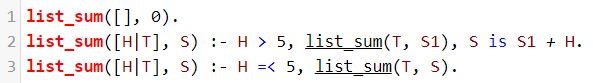 1 list_sum([], 0).
2 list_sum([H|T], S) :- H > 5, list_sum(T, S1), S is S1 + H.
3 list_sum([H|T], S) :- H =< 5, list_sum(T, S).